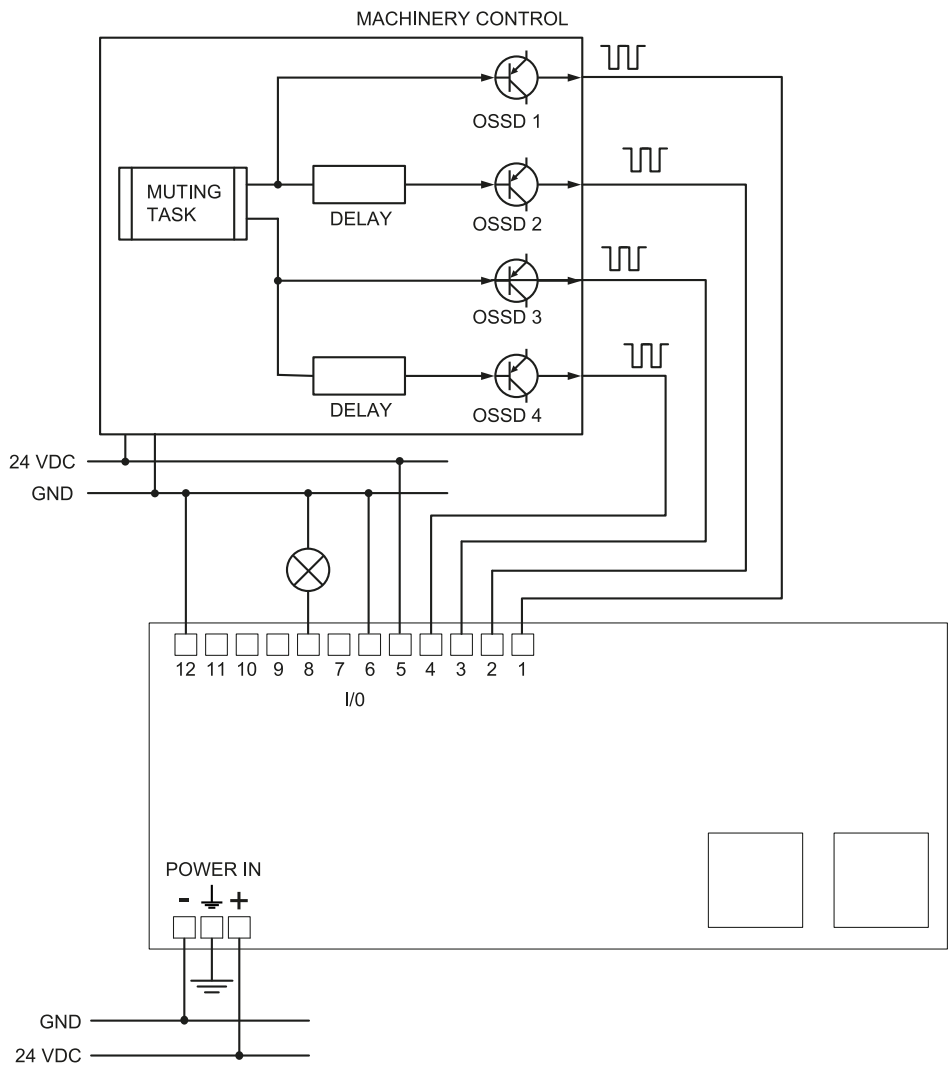 MACHINERY CONTROL
OSSD 1
MUTING
TASK
DELAY
OSSD 2
OSSD 3
DELAY
OSSD 4
24 VDC
GND
12 11 10 9 8 7 6 5 4 3 2 1
I/0
POWER IN
- +
GND
24 VDC